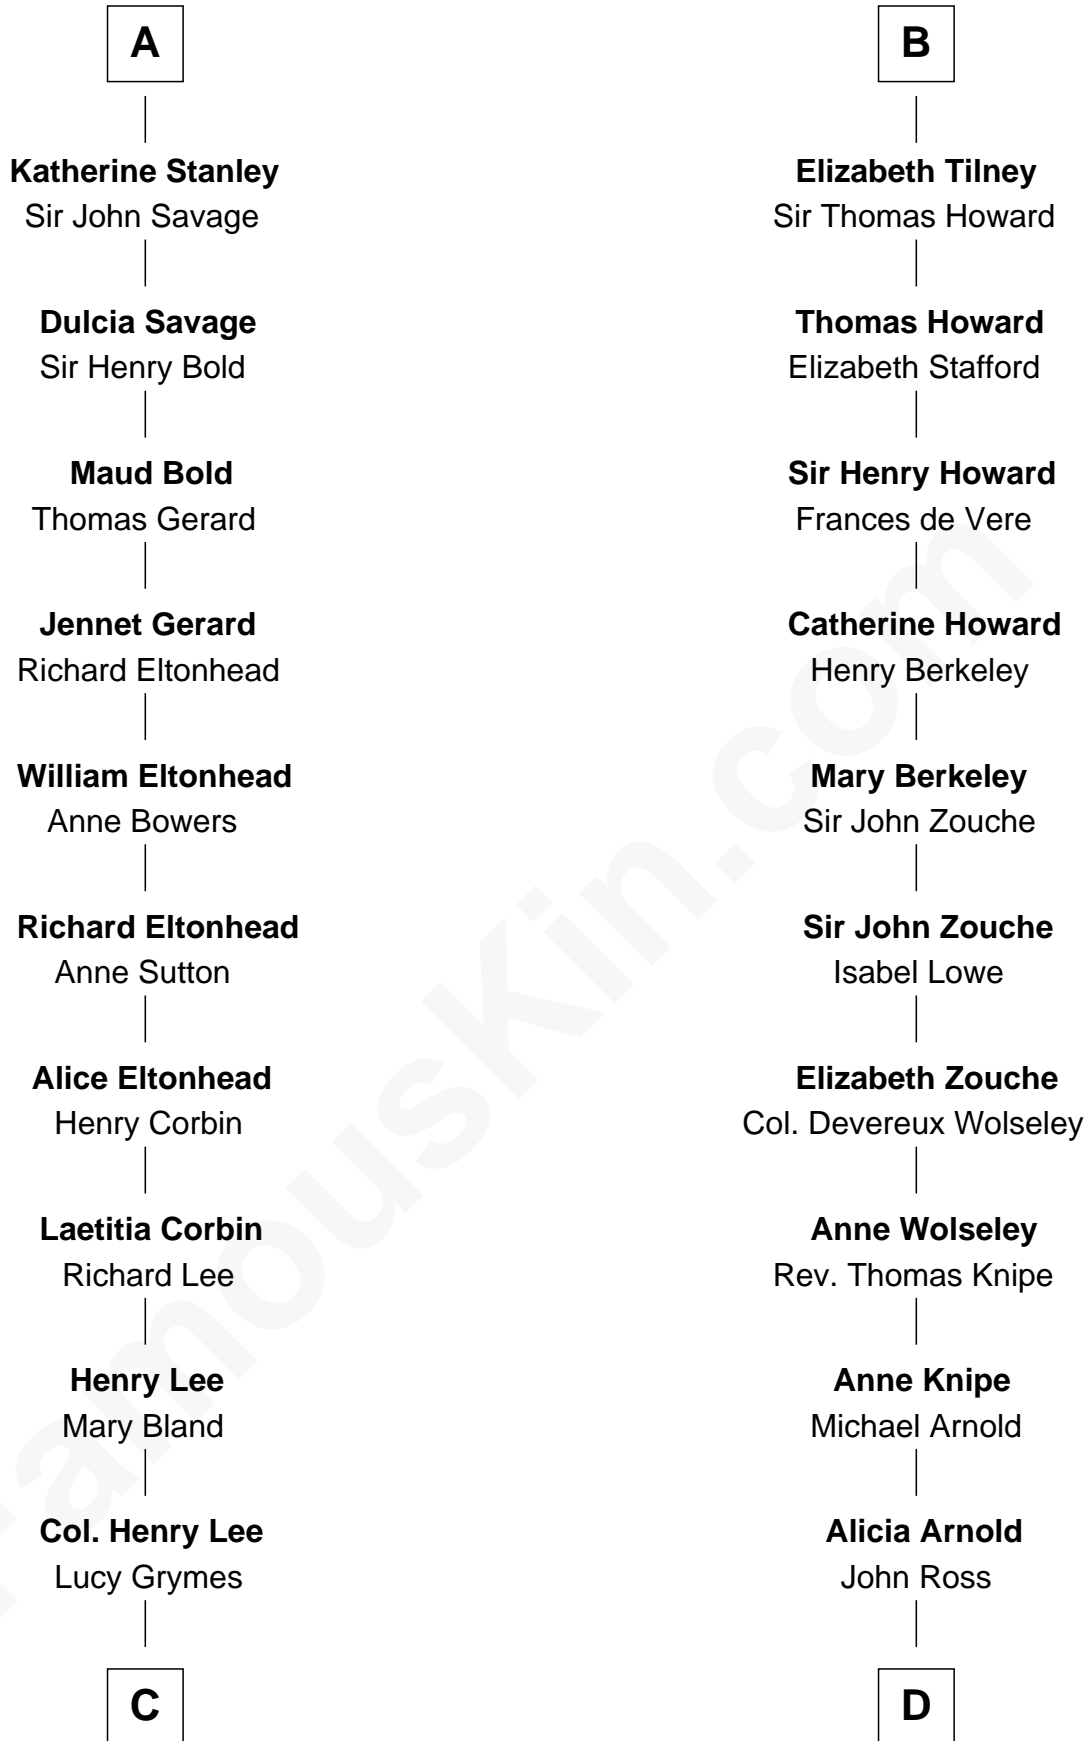 A
Katherine Stanley
Sir John Savage
Dulcia Savage
Sir Henry Bold
Maud Bold
Thomas Gerard
Jennet Gerard
Richard Eltonhead
William Eltonhead
Anne Bowers
Richard Eltonhead
Anne Sutton
Alice Eltonhead
Henry Corbin
Laetitia Corbin
Richard Lee
Henry Lee
Mary Bland
Col. Henry Lee
Lucy Grymes
C
B
Elizabeth Tilney
Sir Thomas Howard
Thomas Howard
Elizabeth Stafford
Sir Henry Howard
Frances de Vere
Catherine Howard
Henry Berkeley
Mary Berkeley
Sir John Zouche
Sir John Zouche
Isabel Lowe
Elizabeth Zouche
Col. Devereux Wolseley
Anne Wolseley
Rev. Thomas Knipe
Anne Knipe
Michael Arnold
Alicia Arnold
John Ross
D
FamousKin.com